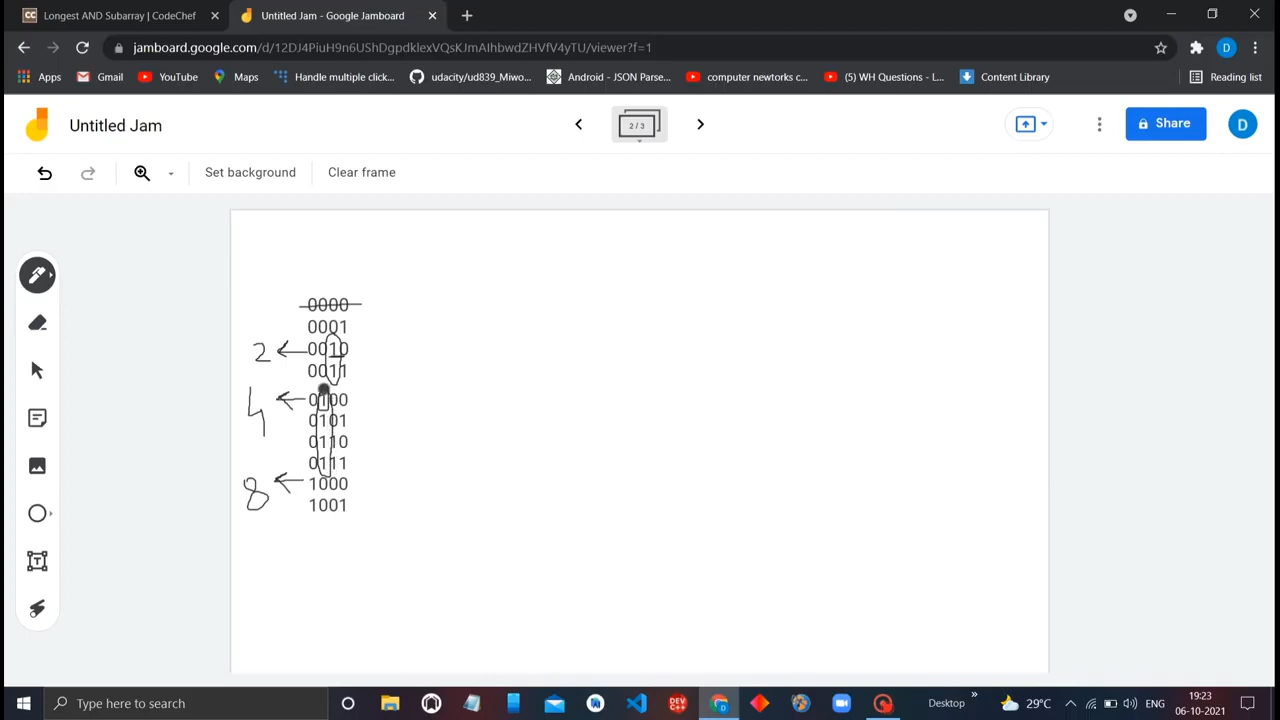 Longest AND Subarray | CodeChef
Untitled Jam - Google Jamboard
jamboard.google.com/d/12DJ4PiuH9n6UShDgpdkIexVQsKJmAIhbwdZHVfV4yTU/viewer?f=1
Apps
Gmail
YouTube
Maps
Handle multiple click...
udacity/ud839_Miwo...
Android - JSON Parse...
computer newtorks c...
(5) WH Questions - L...
Content Library
Reading list
Untitled Jam
2 / 3
Share
D
Set background
Clear frame
0000
0001
2 ← 0010
0011
4 ← 0100
0101
0110
0111
8 ← 1000
1001
Type here to search
Desktop
29°C
ENG
19:23
06-10-2021